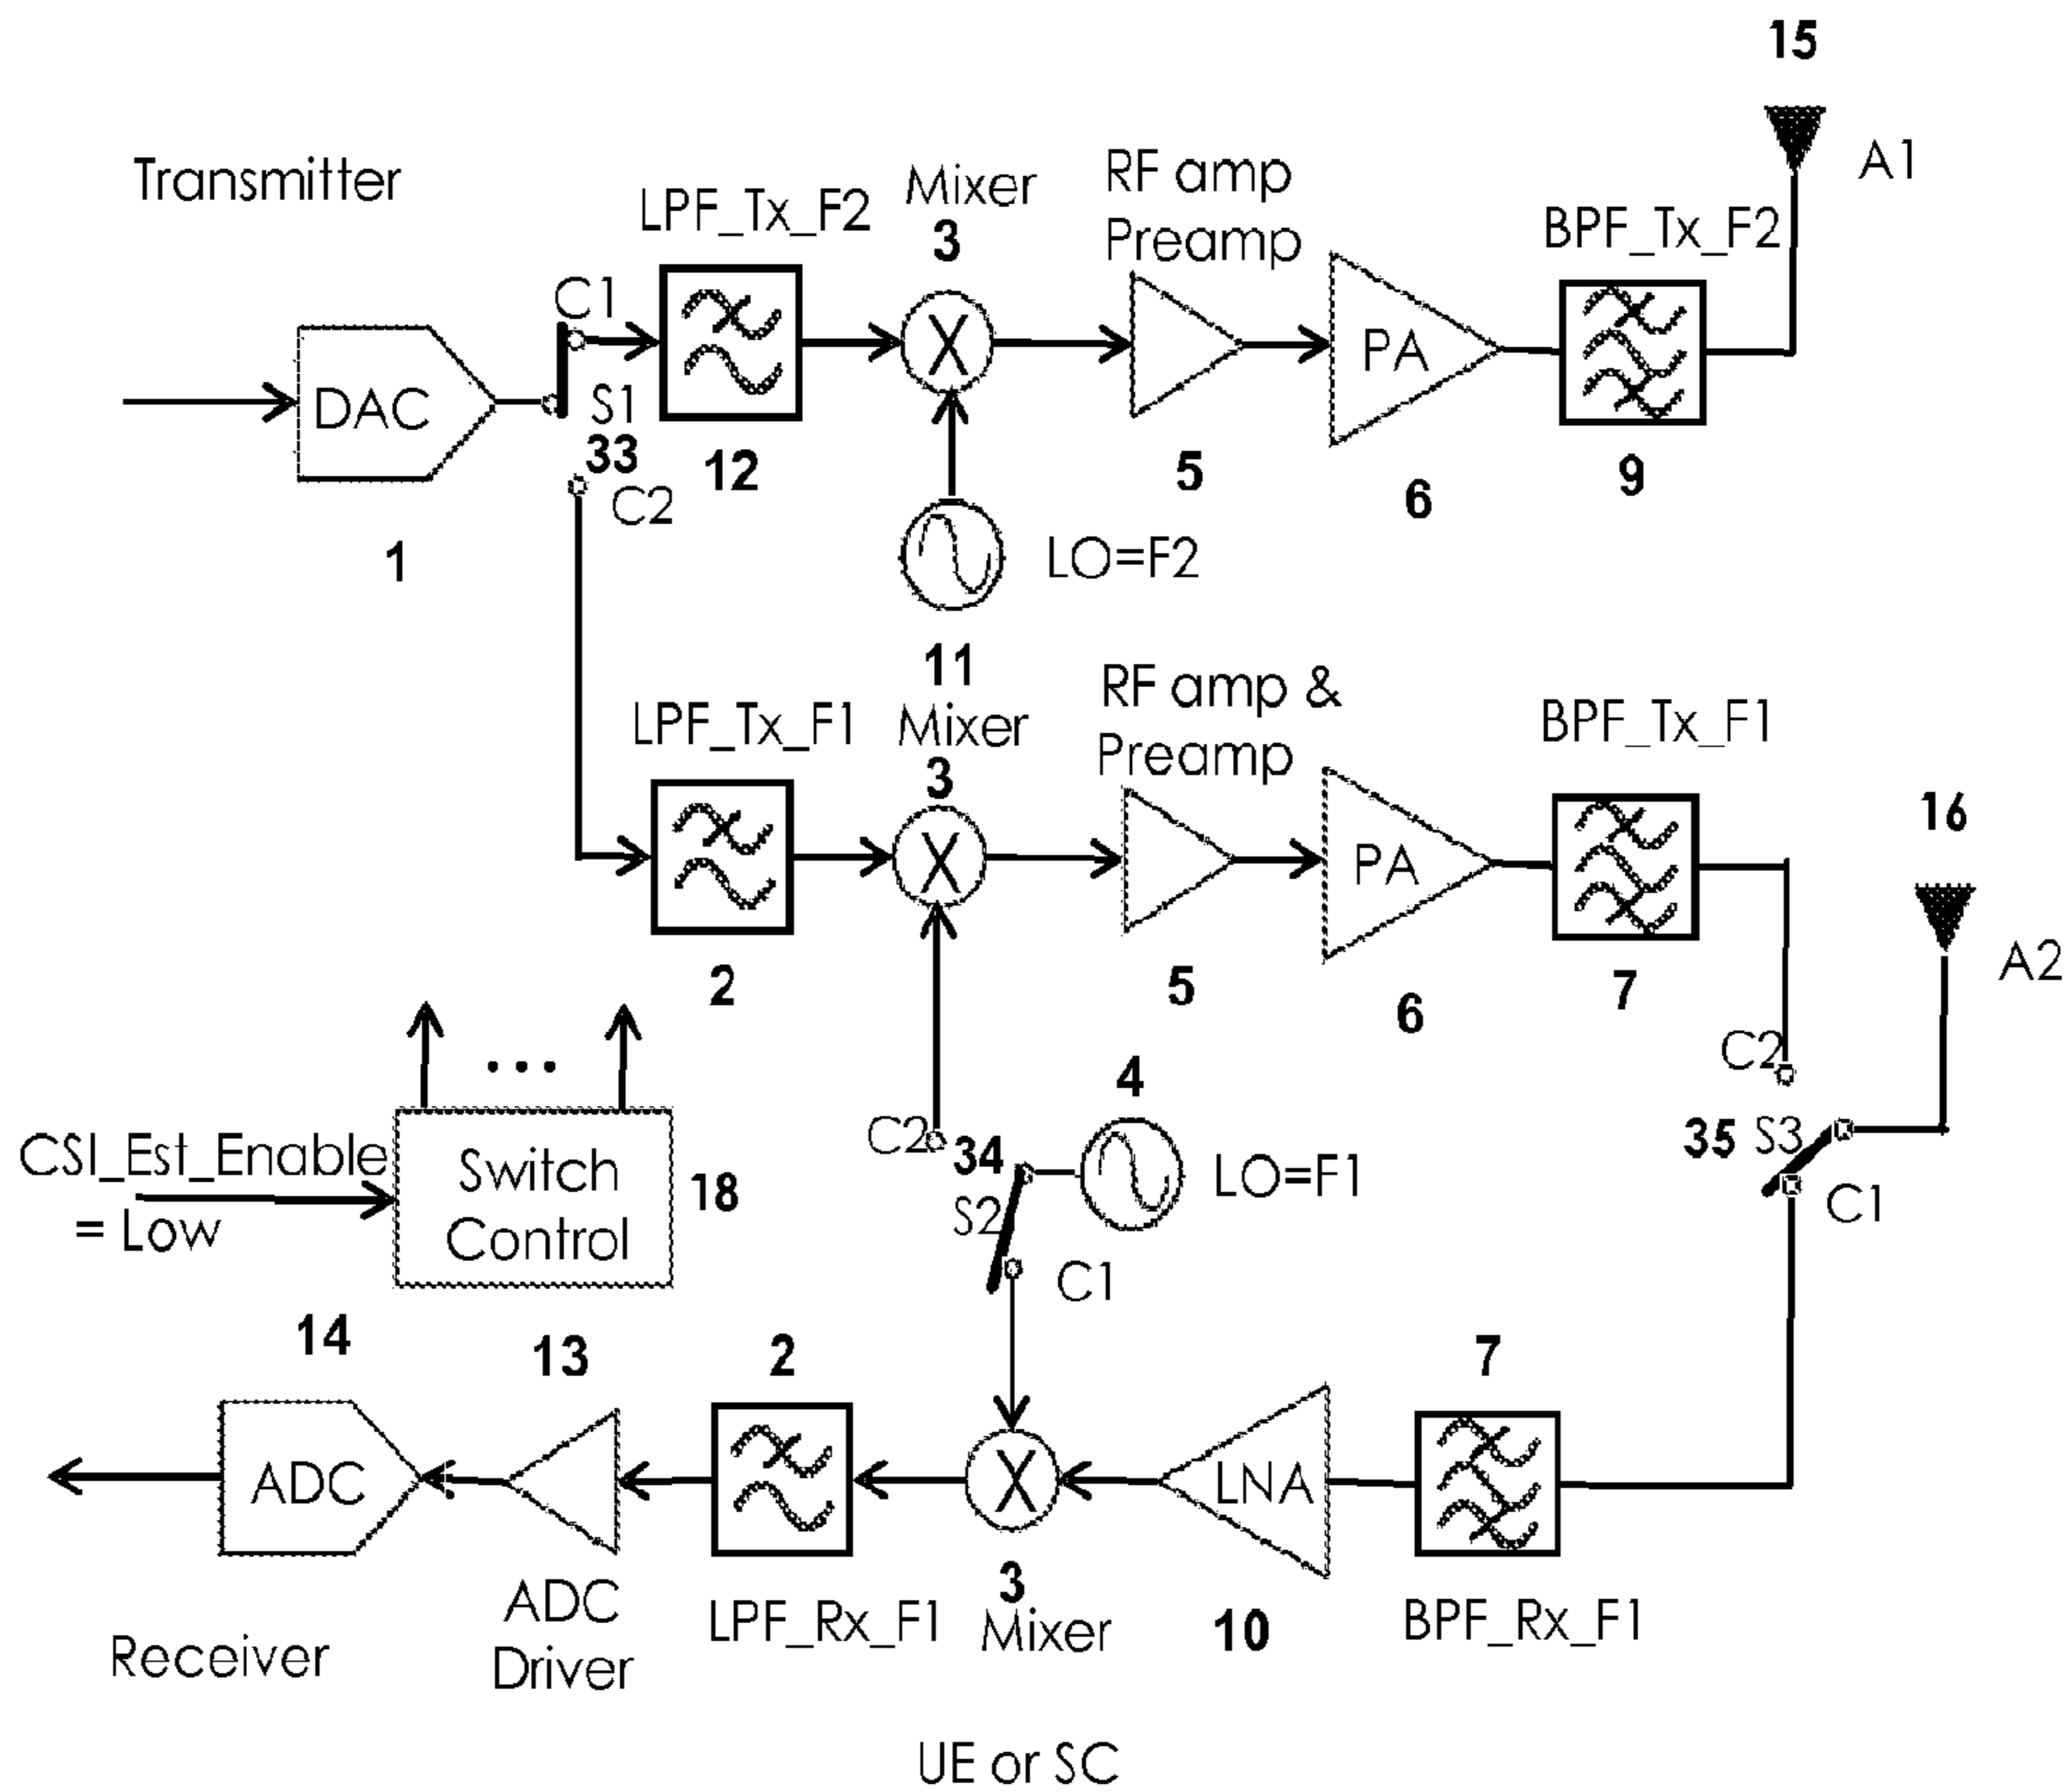 15
A1
Transmitter
LPF_Tx_F2
Mixer
3
RF amp
Preamp
BPF_Tx_F2
C1
DAC
S1
33
C2
X
PA
1
12
5
6
9
LO=F2
11
Mixer
3
LPF_Tx_F1
RF amp &
Preamp
BPF_Tx_F1
16
A2
X
PA
2
5
6
7
C2
35 S3
C1
...
CSI_Est_Enable
= Low
Switch
Control
18
C2
34
S2
C1
4
LO=F1
14
13
2
7
ADC
X
LNA
ADC
Driver
LPF_Rx_F1
3
Mixer
10
BPF_Rx_F1
Receiver
UE or SC